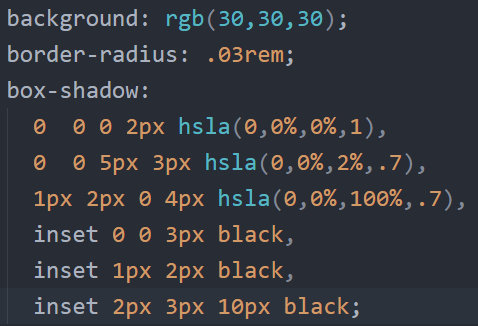 background: rgb(30,30,30);
border-radius: .03rem;
box-shadow:
0  0 0 2px hsla(0,0%,0%,1),
0  0 5px 3px hsla(0,0%,2%,.7),
1px 2px 0 4px hsla(0,0%,100%,.7),
inset 0 0 3px black,
inset 1px 2px black,
inset 2px 3px 10px black;